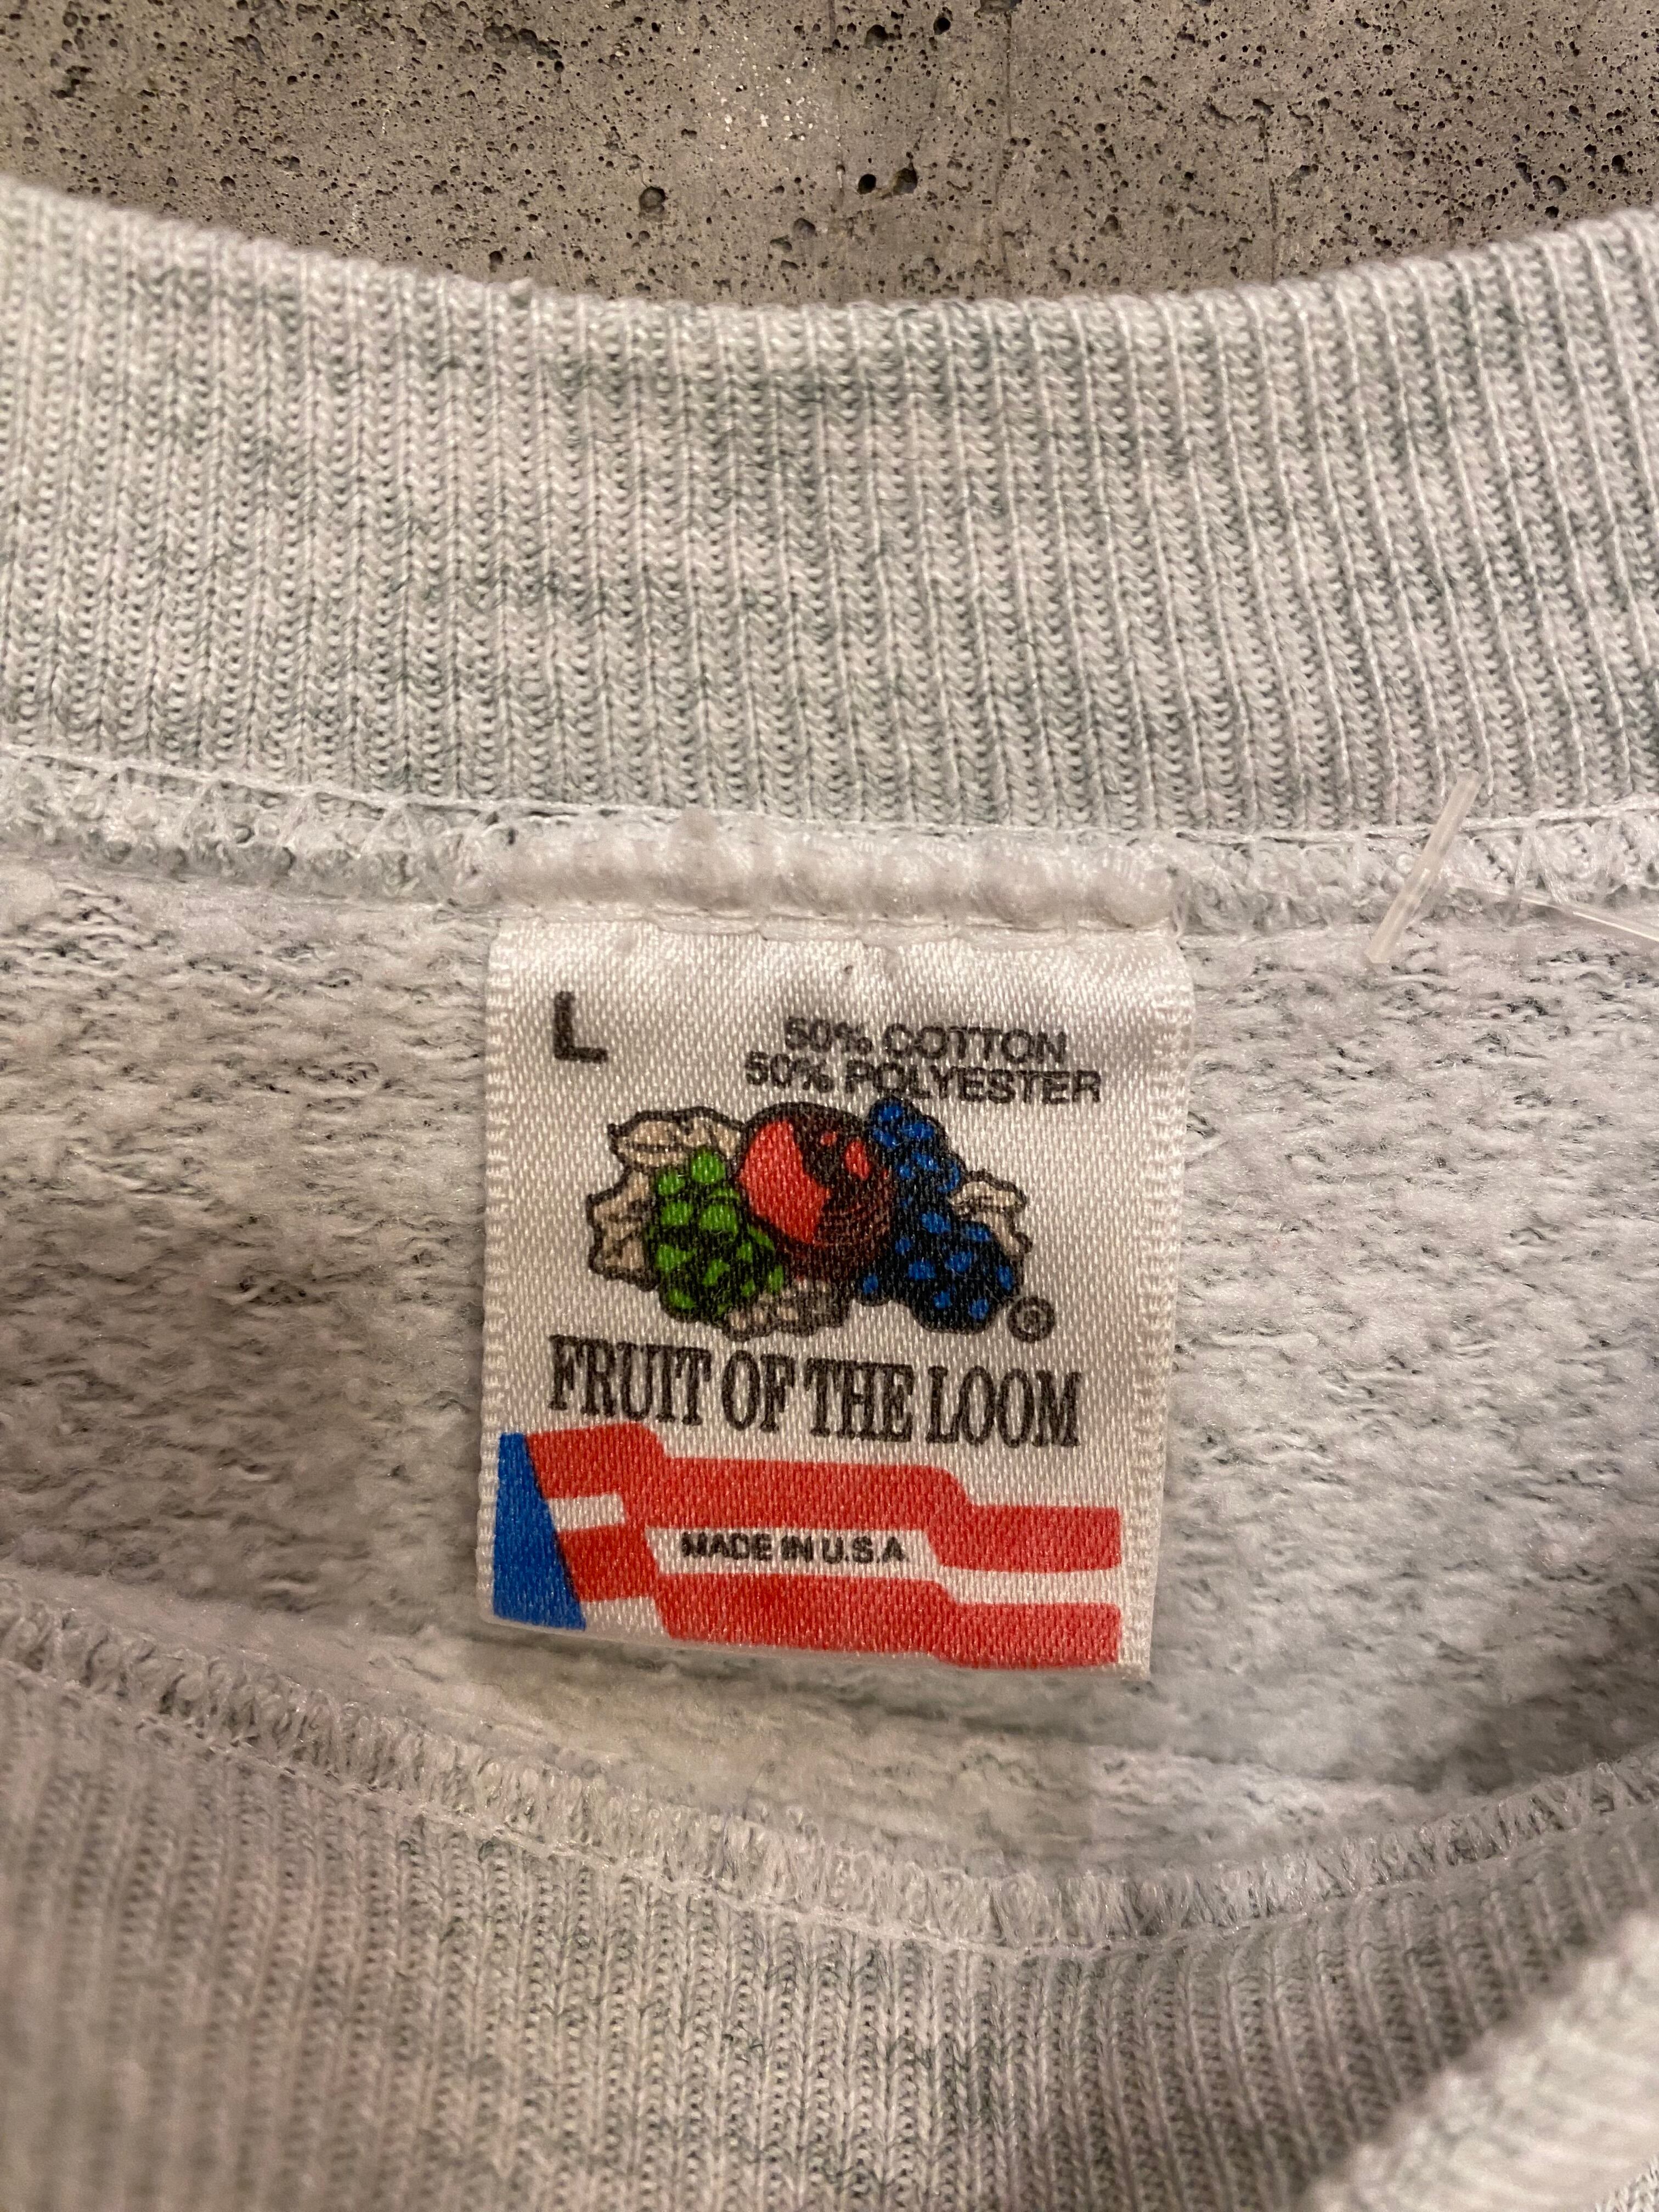 L
50% COTTON
50% POLYESTER
®
FRUIT OF THE LOOM
MADE IN U.S.A